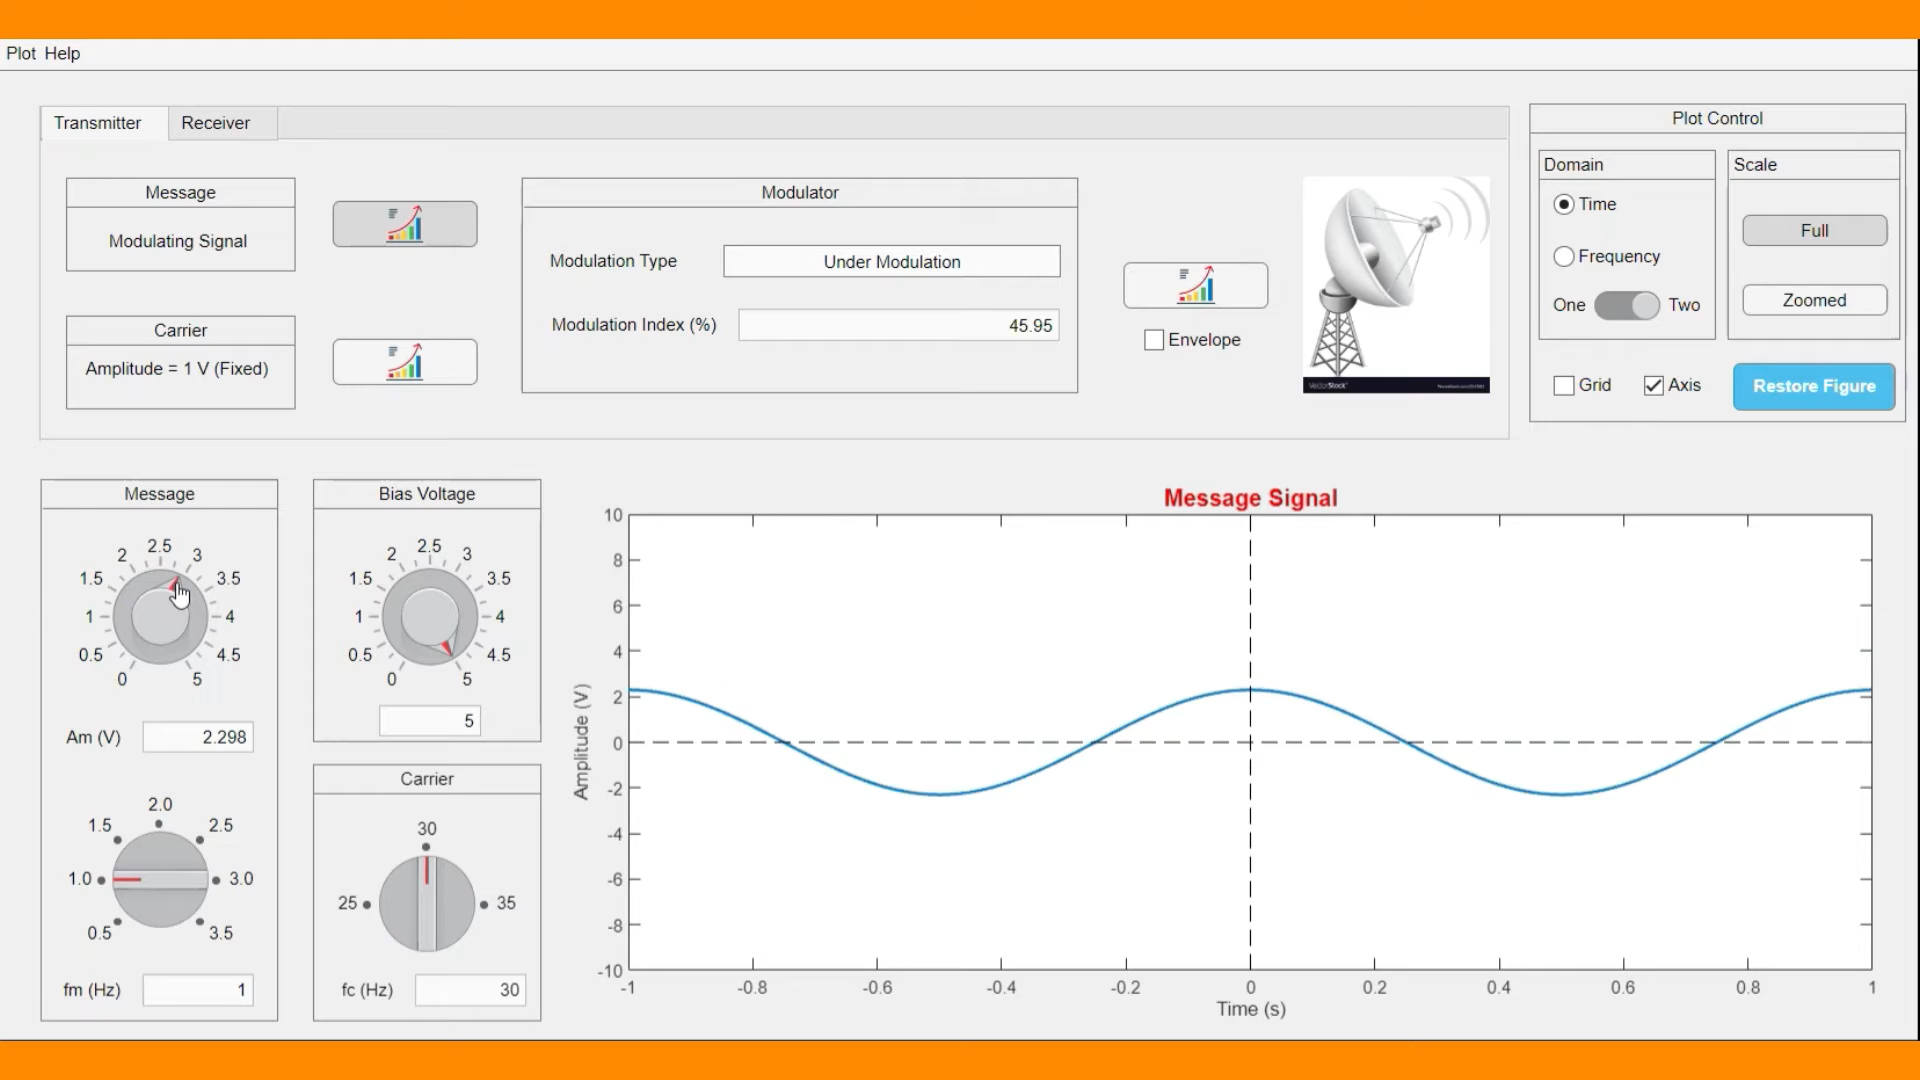 Plot Help
Transmitter Receiver
Message
Modulating Signal
Carrier
Amplitude = 1 V (Fixed)
Modulator
Modulation Type Under Modulation
Modulation Index (%) 45.95
Envelope
VectorStock®
Plot Control
Domain
Time
Frequency
One Two
Scale
Full
Zoomed
Grid Axis Restore Figure
Message
0 0.5 1 1.5 2 2.5 3 3.5 4 4.5 5
Am (V) 2.298
0.5 1.0 1.5 2.0 2.5 3.0 3.5
fm (Hz) 1
Bias Voltage
0 0.5 1 1.5 2 2.5 3 3.5 4 4.5 5
5
Carrier
25 30 35
fc (Hz) 30
Message Signal
Amplitude (V)
10
8
6
4
2
0
-2
-4
-6
-8
-10
-1 -0.8 -0.6 -0.4 -0.2 0 0.2 0.4 0.6 0.8 1
Time (s)